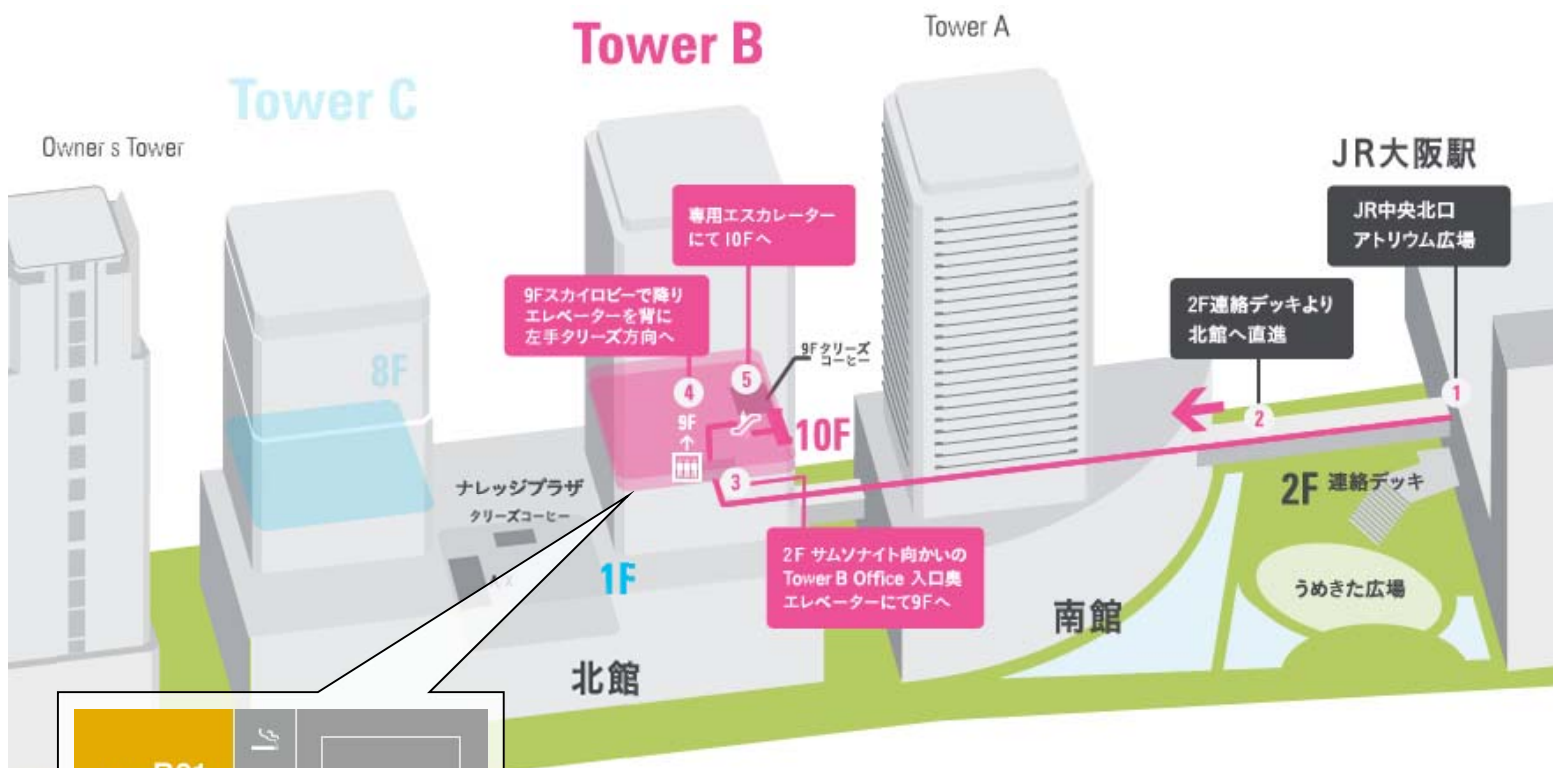 Tower B
Tower A
Tower C
Owner s Tower
JR大阪駅
JR中央北口
アトリウム広場
専用エスカレーター
にて10Fへ
9Fスカイロビーで降り
エレベーターを背に
左手タリーズ方向へ
2F連絡デッキより
北館へ直進
9Fタリーズ
コーヒー
8F
4
5
9F
↑
10F
1
2
3
ナレッジプラザ
タリーズコーヒー
2F 連絡デッキ
1F
2F サムソナイト向かいの
Tower B Office 入口奥
エレベーターにて9Fへ
うめきた広場
南館
北館
B01